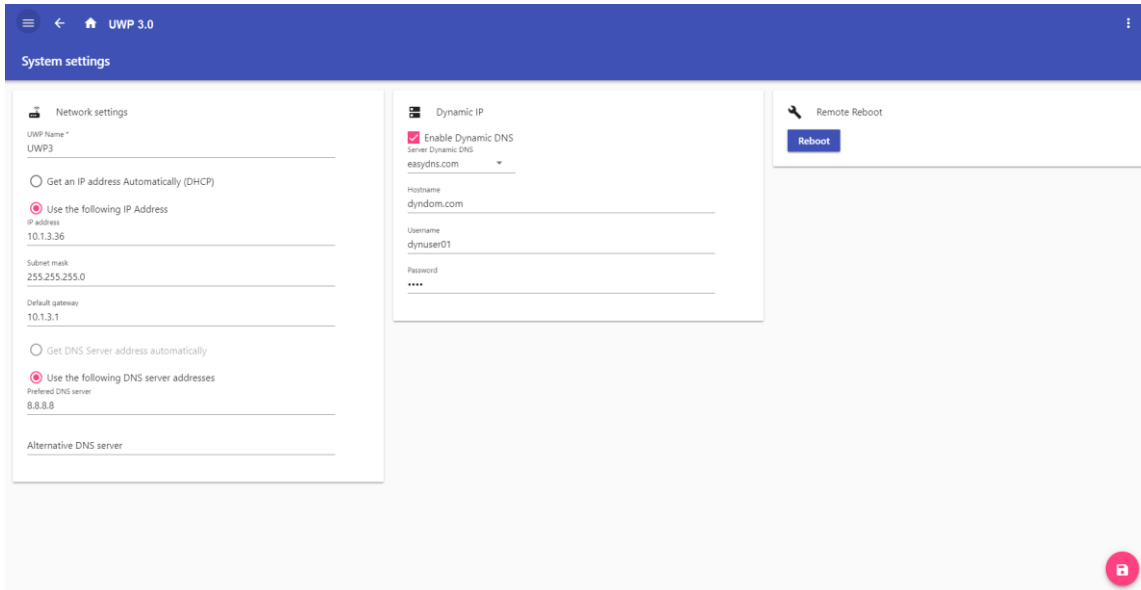 UWP 3.0
System settings
Network settings
UWP Name *
UWP3
Get an IP address Automatically (DHCP)
Use the following IP Address
IP address
10.1.3.36
Subnet mask
255.255.255.0
Default gateway
10.1.3.1
Get DNS Server address automatically
Use the following DNS server addresses
Prefered DNS server
8.8.8.8
Alternative DNS server
Dynamic IP
Enable Dynamic DNS
Server Dynamic DNS
easydns.com
Hostname
dyndom.com
Username
dynuser01
Password
••••
Remote Reboot
Reboot